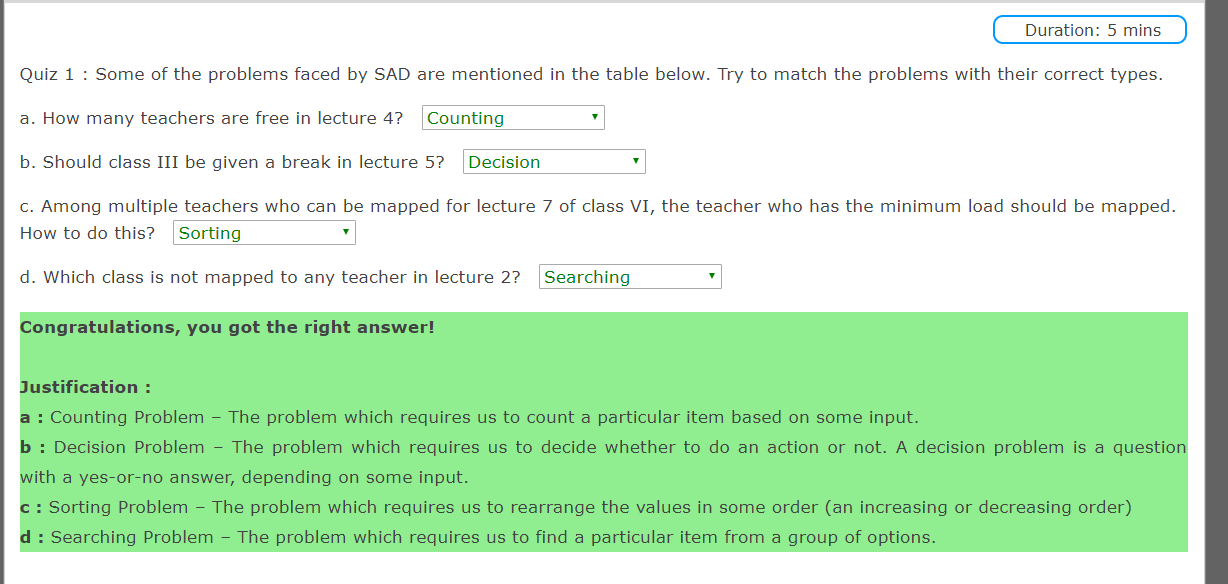 Duration: 5 mins
Quiz 1 : Some of the problems faced by SAD are mentioned in the table below. Try to match the problems with their correct types.
a. How many teachers are free in lecture 4? Counting
b. Should class III be given a break in lecture 5? Decision
c. Among multiple teachers who can be mapped for lecture 7 of class VI, the teacher who has the minimum load should be mapped.
How to do this? Sorting
d. Which class is not mapped to any teacher in lecture 2? Searching
Congratulations, you got the right answer!
Justification :
a : Counting Problem – The problem which requires us to count a particular item based on some input.
b : Decision Problem – The problem which requires us to decide whether to do an action or not. A decision problem is a question
with a yes-or-no answer, depending on some input.
c : Sorting Problem – The problem which requires us to rearrange the values in some order (an increasing or decreasing order)
d : Searching Problem – The problem which requires us to find a particular item from a group of options.